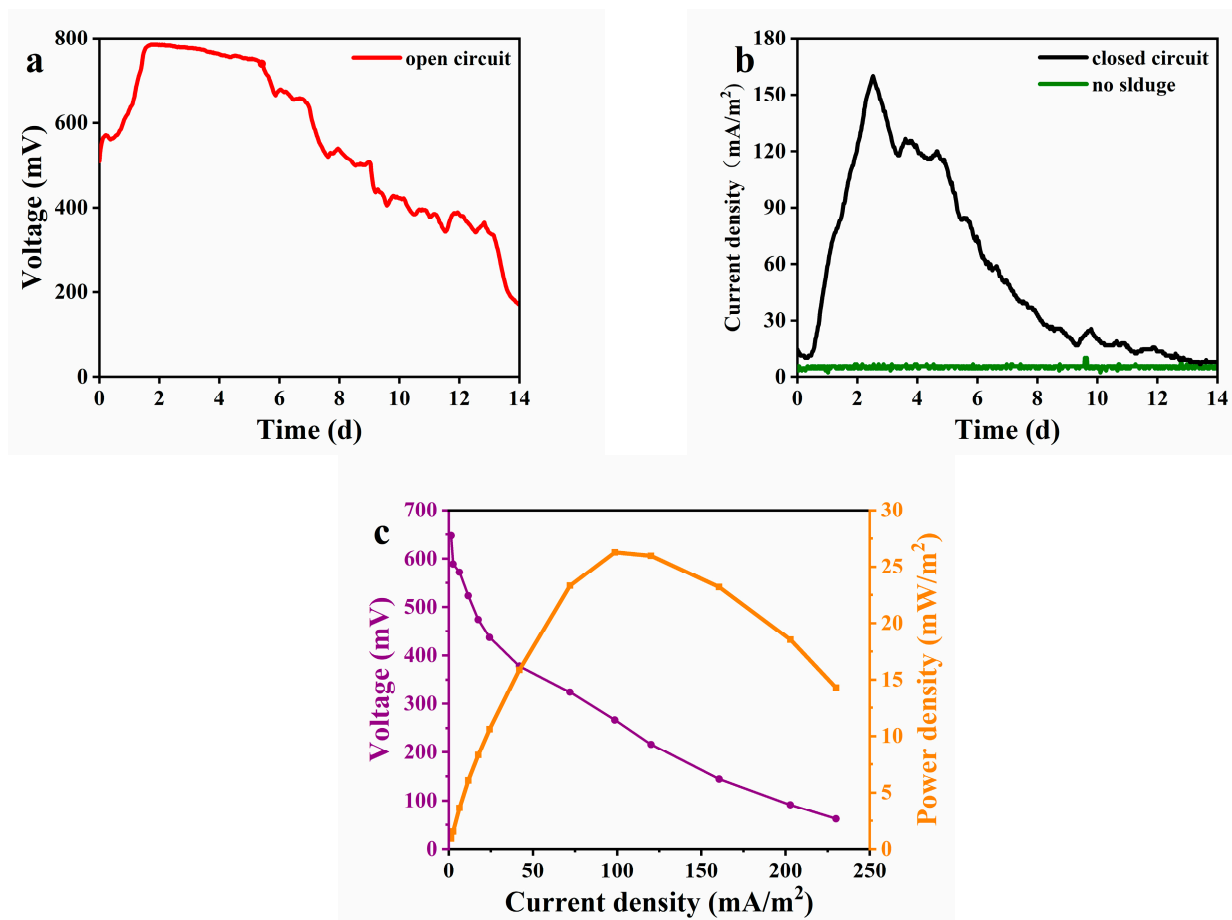 a
open circuit
Voltage (mV)
800
600
400
200
0
0 2 4 6 8 10 12 14
Time (d)
b
closed circuit
no slduge
Current density（mA/m²)
180
150
120
90
60
30
0
0 2 4 6 8 10 12 14
Time (d)
c
Voltage (mV)
700
600
500
400
300
200
100
0
Power density (mW/m²)
30
25
20
15
10
5
0
0 50 100 150 200 250
Current density (mA/m²)